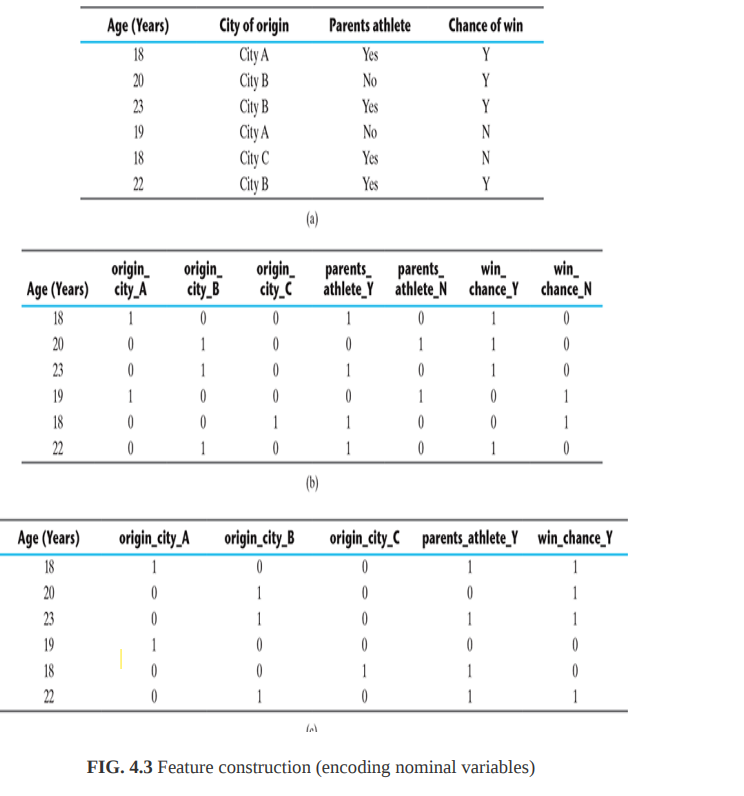 Age (Years) City of origin Parents athlete Chance of win
18 City A Yes Y
20 City B No Y
23 City B Yes Y
19 City A No N
18 City C Yes N
22 City B Yes Y
(a)
origin_ origin_ origin_ parents_ parents_ win_ win_
Age (Years) city_A city_B city_C athlete_Y athlete_N chance_Y chance_N
18 1 0 0 1 0 1 0
20 0 1 0 0 1 1 0
23 0 1 0 1 0 1 0
19 1 0 0 0 1 0 1
18 0 0 1 1 0 0 1
22 0 1 0 1 0 1 0
(b)
Age (Years) origin_city_A origin_city_B origin_city_C parents_athlete_Y win_chance_Y
18 1 0 0 1 1
20 0 1 0 0 1
23 0 1 0 1 1
19 1 0 0 0 0
18 0 0 1 1 0
22 0 1 0 1 1
(c)
FIG. 4.3 Feature construction (encoding nominal variables)